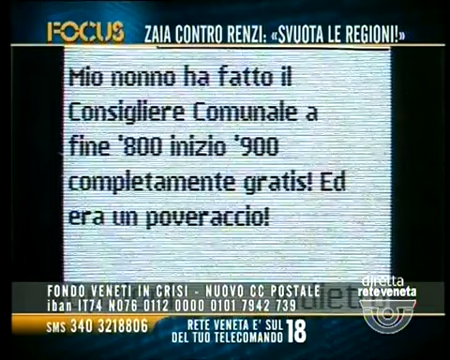 FOCUS ZAIA CONTRO RENZI: «SVUOTA LE REGIONI!»
Mio nonno ha fatto il
Consigliere Comunale a
fine '800 inizio '900
completamente gratis! Ed
era un poveraccio!
diretta
reteveneta
FONDO VENETI IN CRISI - NUOVO CC POSTALE
iban IT74 N076 0112 0000 0101 7942 739
SMS 340 3218806
RETE VENETA E' SUL 18
DEL TUO TELECOMANDO